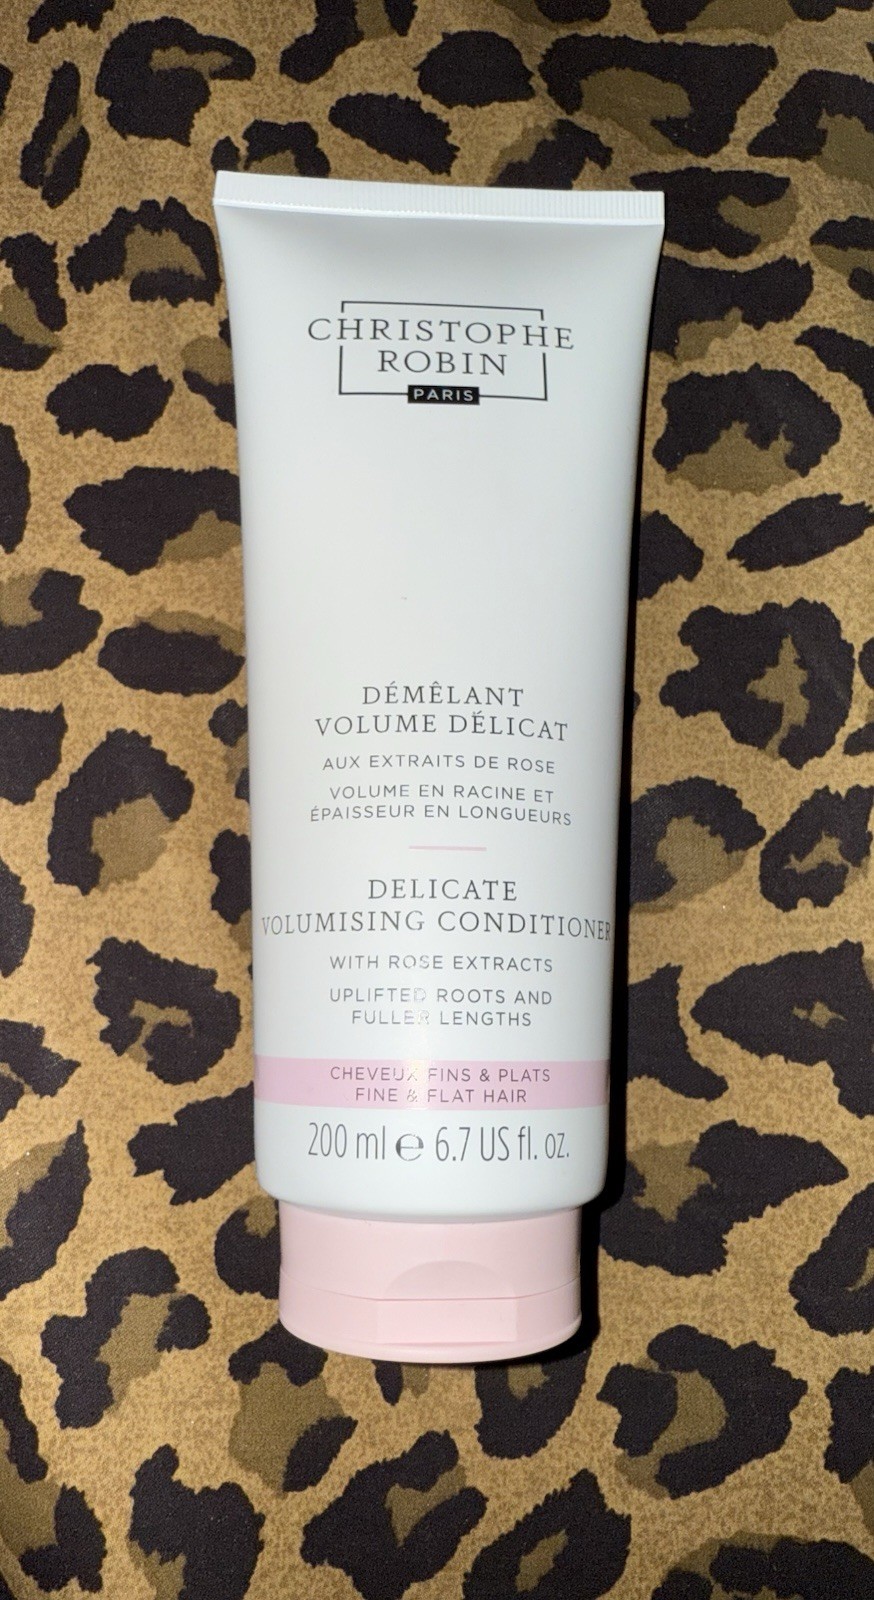 CHRISTOPHE
ROBIN
PARIS
DÉMÊLANT
VOLUME DÉLICAT
AUX EXTRAITS DE ROSE
VOLUME EN RACINE ET
ÉPAISSEUR EN LONGUEURS
DELICATE
VOLUMISING CONDITIONER
WITH ROSE EXTRACTS
UPLIFTED ROOTS AND
FULLER LENGTHS
CHEVEUX FINS & PLATS
FINE & FLAT HAIR
200 ml ℮ 6.7 US fl. oz.